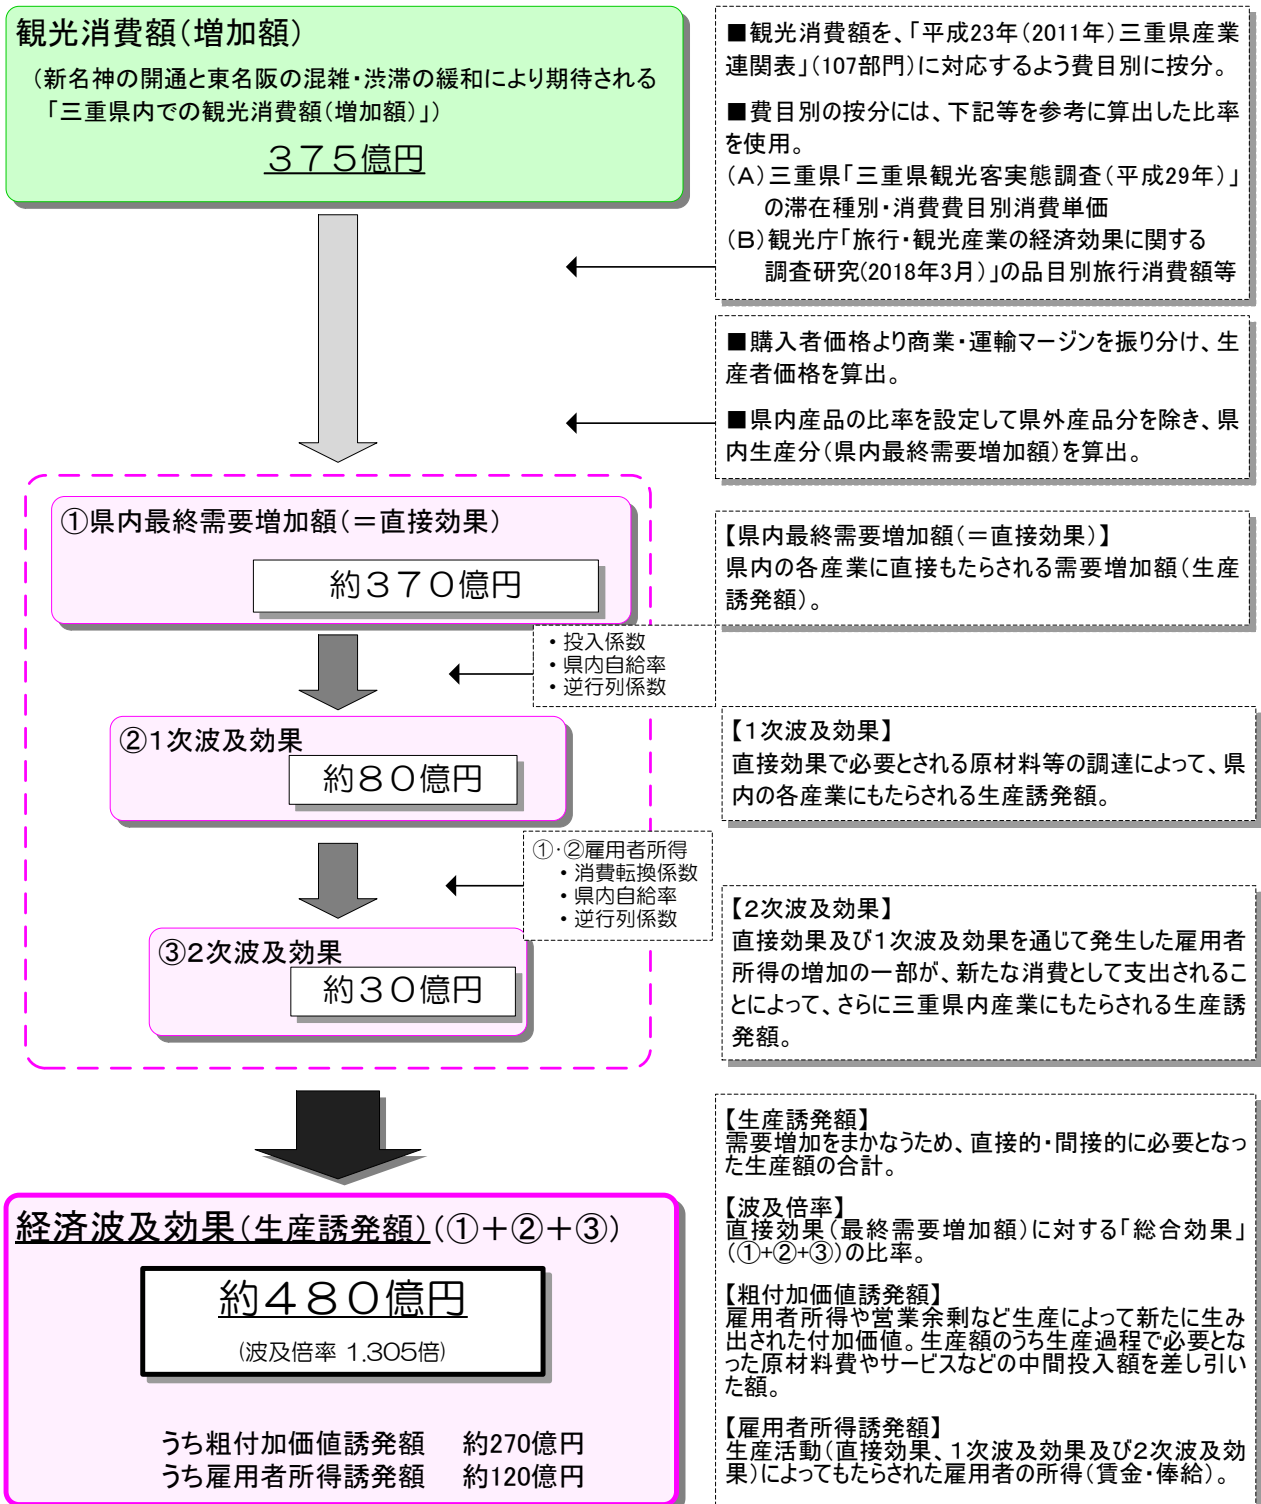 観光消費額(増加額)
(新名神の開通と東名阪の混雑・渋滞の緩和により期待される
「三重県内での観光消費額(増加額)」)
375億円
■観光消費額を、「平成23年(2011年)三重県産業
連関表」(107部門)に対応するよう費目別に按分。
■費目別の按分には、下記等を参考に算出した比率
を使用。
(A)三重県「三重県観光客実態調査(平成29年)」
の滞在種別・消費費目別消費単価
(B)観光庁「旅行・観光産業の経済効果に関する
調査研究(2018年3月)」の品目別旅行消費額等
■購入者価格より商業・運輸マージンを振り分け、生
産者価格を算出。
■県内産品の比率を設定して県外産品分を除き、県
内生産分(県内最終需要増加額)を算出。
①県内最終需要増加額(=直接効果)
約370億円
【県内最終需要増加額(=直接効果)】
県内の各産業に直接もたらされる需要増加額(生産
誘発額)。
・投入係数
・県内自給率
・逆行列係数
②1次波及効果
約80億円
【1次波及効果】
直接効果で必要とされる原材料等の調達によって、県
内の各産業にもたらされる生産誘発額。
①・②雇用者所得
・消費転換係数
・県内自給率
・逆行列係数
③2次波及効果
約30億円
【2次波及効果】
直接効果及び1次波及効果を通じて発生した雇用者
所得の増加の一部が、新たな消費として支出されるこ
とによって、さらに三重県内産業にもたらされる生産誘
発額。
経済波及効果(生産誘発額)(①+②+③)
約480億円
(波及倍率 1.305倍)
うち粗付加価値誘発額 約270億円
うち雇用者所得誘発額 約120億円
【生産誘発額】
需要増加をまかなうため、直接的・間接的に必要となっ
た生産額の合計。
【波及倍率】
直接効果(最終需要増加額)に対する「総合効果」
(①+②+③)の比率。
【粗付加価値誘発額】
雇用者所得や営業余剰など生産によって新たに生み
出された付加価値。生産額のうち生産過程で必要とな
った原材料費やサービスなどの中間投入額を差し引い
た額。
【雇用者所得誘発額】
生産活動(直接効果、1次波及効果及び2次波及効
果)によってもたらされた雇用者の所得(賃金・俸給)。